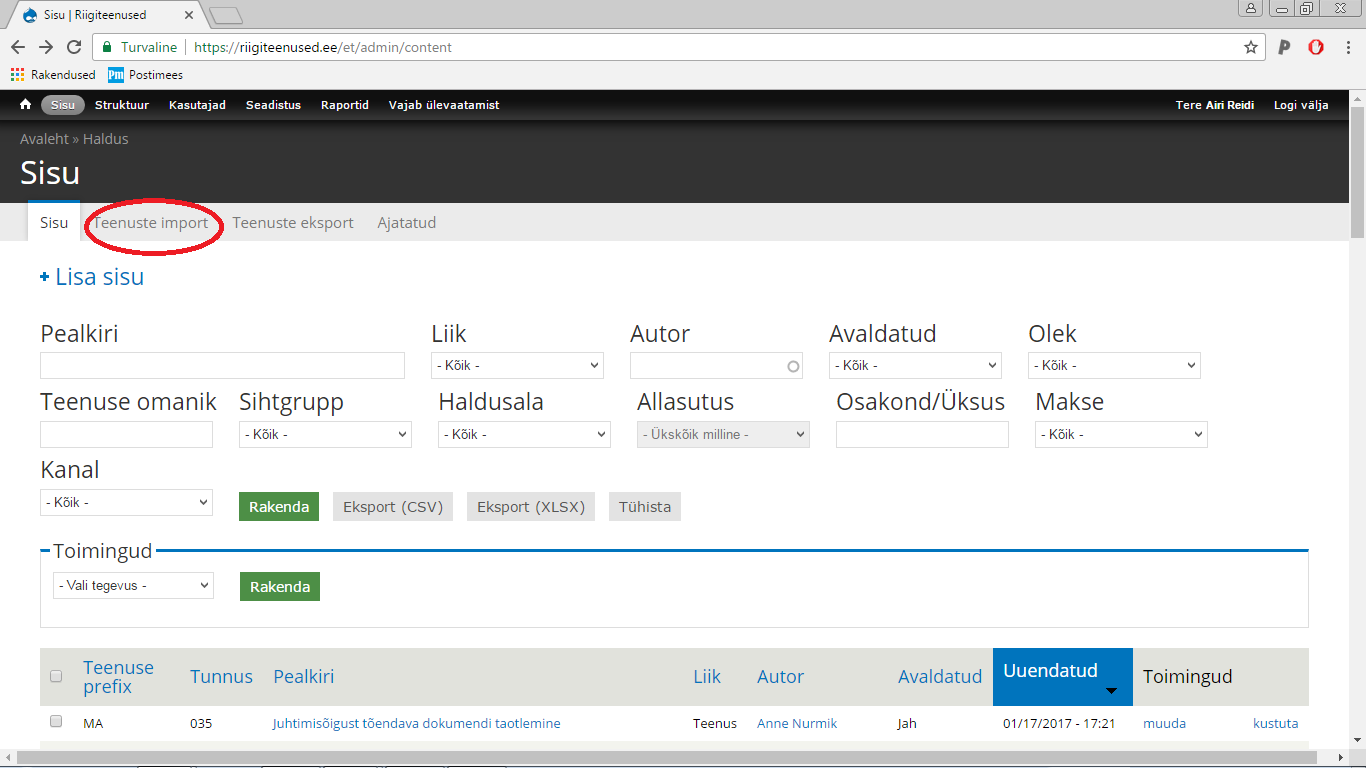 Sisu | Riigiteenused
Turvaline https://riigiteenused.ee/et/admin/content
Rakendused Pm Postimees
Sisu Struktuur Kasutajad Seadistus Raportid Vajab ülevaatamist Tere Airi Reidi Logi välja
Avaleht » Haldus
Sisu
Sisu Teenuste import Teenuste eksport Ajatatud
+ Lisa sisu
Pealkiri Liik Autor Avaldatud Olek
- Kõik - - Kõik - - Kõik -
Teenuse omanik Sihtgrupp Haldusala Allasutus Osakond/Üksus Makse
- Kõik - - Kõik - - Ükskõik milline - - Kõik -
Kanal
- Kõik - Rakenda Eksport (CSV) Eksport (XLSX) Tühista
Toimingud
- Vali tegevus - Rakenda
Teenuse prefix Tunnus Pealkiri Liik Autor Avaldatud Uuendatud Toimingud
MA 035 Juhtimisõigust tõendava dokumendi taotlemine Teenus Anne Nurmik Jah 01/17/2017 - 17:21 muuda kustuta